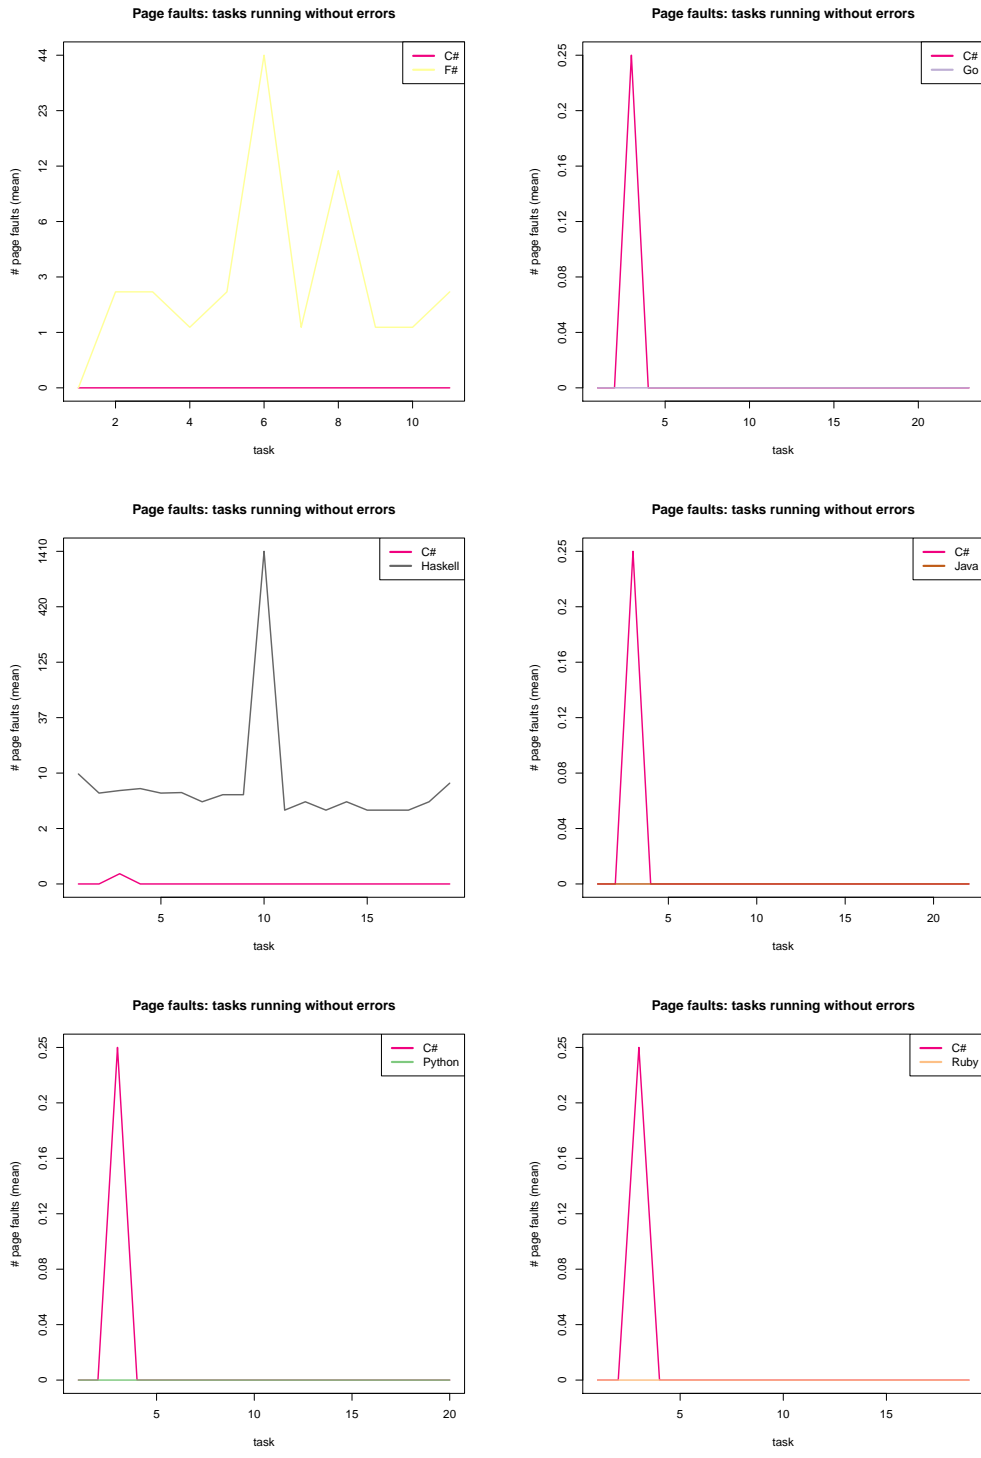 Page faults: tasks running without errors
44
23
12
6
3
1
0
# page faults (mean)
C#
F#
2
4
6
8
10
task
Page faults: tasks running without errors
0.25
0.2
0.16
0.12
0.08
0.04
0
# page faults (mean)
C#
Go
5
10
15
20
task
Page faults: tasks running without errors
1410
420
125
37
10
2
0
# page faults (mean)
C#
Haskell
5
10
15
task
Page faults: tasks running without errors
0.25
0.2
0.16
0.12
0.08
0.04
0
# page faults (mean)
C#
Java
5
10
15
20
task
Page faults: tasks running without errors
0.25
0.2
0.16
0.12
0.08
0.04
0
# page faults (mean)
C#
Python
5
10
15
20
task
Page faults: tasks running without errors
0.25
0.2
0.16
0.12
0.08
0.04
0
# page faults (mean)
C#
Ruby
5
10
15
task